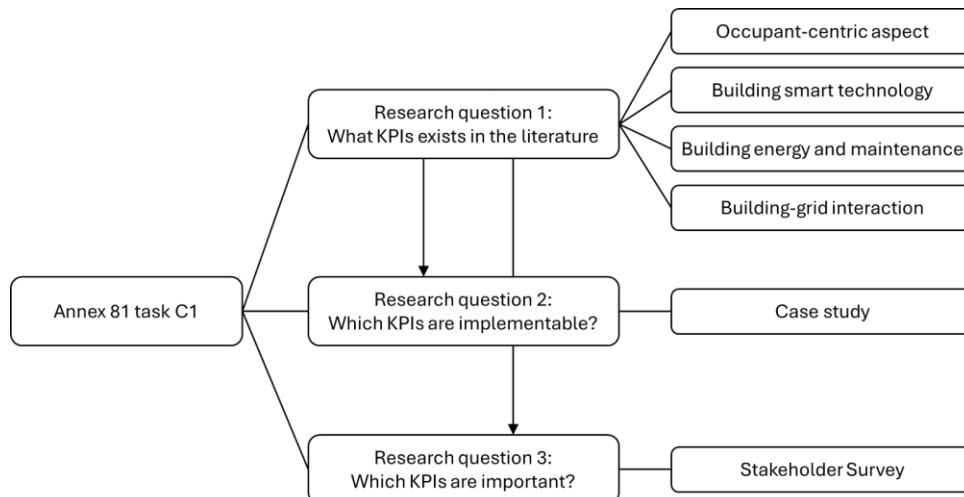 Occupant-centric aspect
Building smart technology
Research question 1:
What KPIs exists in the literature
Building energy and maintenance
Building-grid interaction
Annex 81 task C1
Research question 2:
Which KPIs are implementable?
Case study
Research question 3:
Which KPIs are important?
Stakeholder Survey